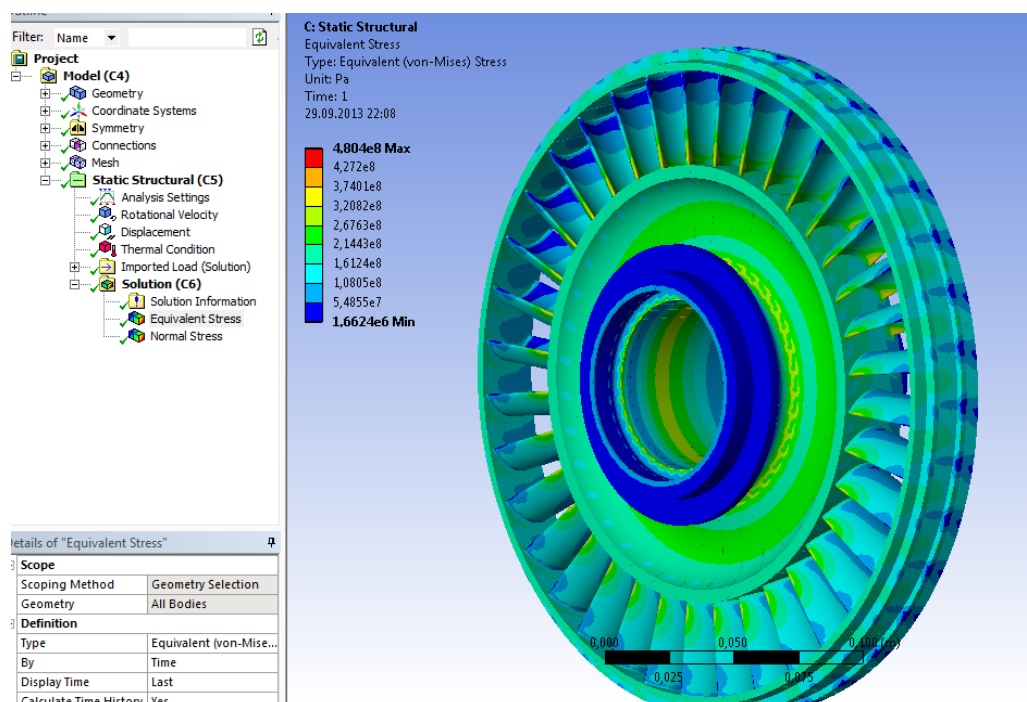 Filter: Name
Project
Model (C4)
Geometry
Coordinate Systems
Symmetry
Connections
Mesh
Static Structural (C5)
Analysis Settings
Rotational Velocity
Displacement
Thermal Condition
Imported Load (Solution)
Solution (C6)
Solution Information
Equivalent Stress
Normal Stress
Details of "Equivalent Stress"
Scope
Scoping Method Geometry Selection
Geometry All Bodies
Definition
Type Equivalent (von-Mise...
By Time
Display Time Last
Calculate Time History Yes
C: Static Structural
Equivalent Stress
Type: Equivalent (von-Mises) Stress
Unit: Pa
Time: 1
29.09.2013 22:08
4,804e8 Max
4,272e8
3,7401e8
3,2082e8
2,6763e8
2,1443e8
1,6124e8
1,0805e8
5,4855e7
1,6624e6 Min
0,000 0,050 0,100 (m)
0,025 0,075